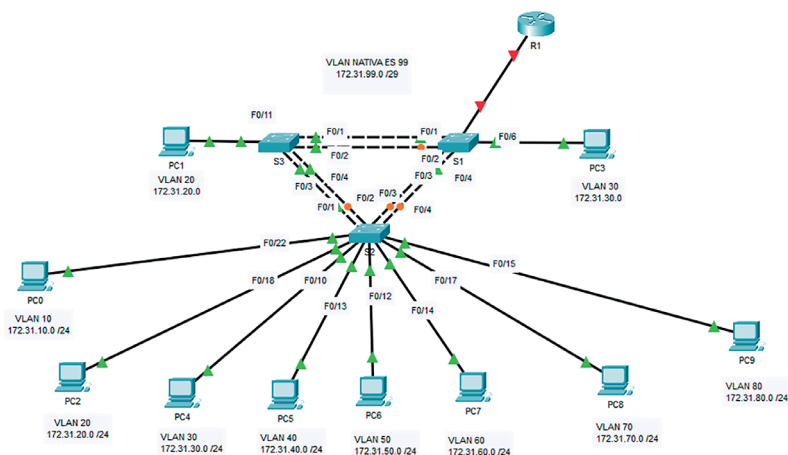 R1
VLAN NATIVA ES 99
172.31.99.0 /29
F0/11
F0/1
F0/1
F0/6
PC1
S3
F0/2
F0/2
S1
PC3
VLAN 20
172.31.20.0
VLAN 30
172.31.30.0
F0/4
F0/3
F0/3
F0/4
F0/2
F0/3
F0/1
F0/4
S2
F0/22
F0/15
F0/18
F0/10
F0/17
F0/13
F0/12
F0/14
PC0
VLAN 10
172.31.10.0 /24
PC9
VLAN 80
172.31.80.0 /24
PC2
VLAN 20
172.31.20.0 /24
PC4
VLAN 30
172.31.30.0 /24
PC5
VLAN 40
172.31.40.0 /24
PC6
VLAN 50
172.31.50.0 /24
PC7
VLAN 60
172.31.60.0 /24
PC8
VLAN 70
172.31.70.0 /24